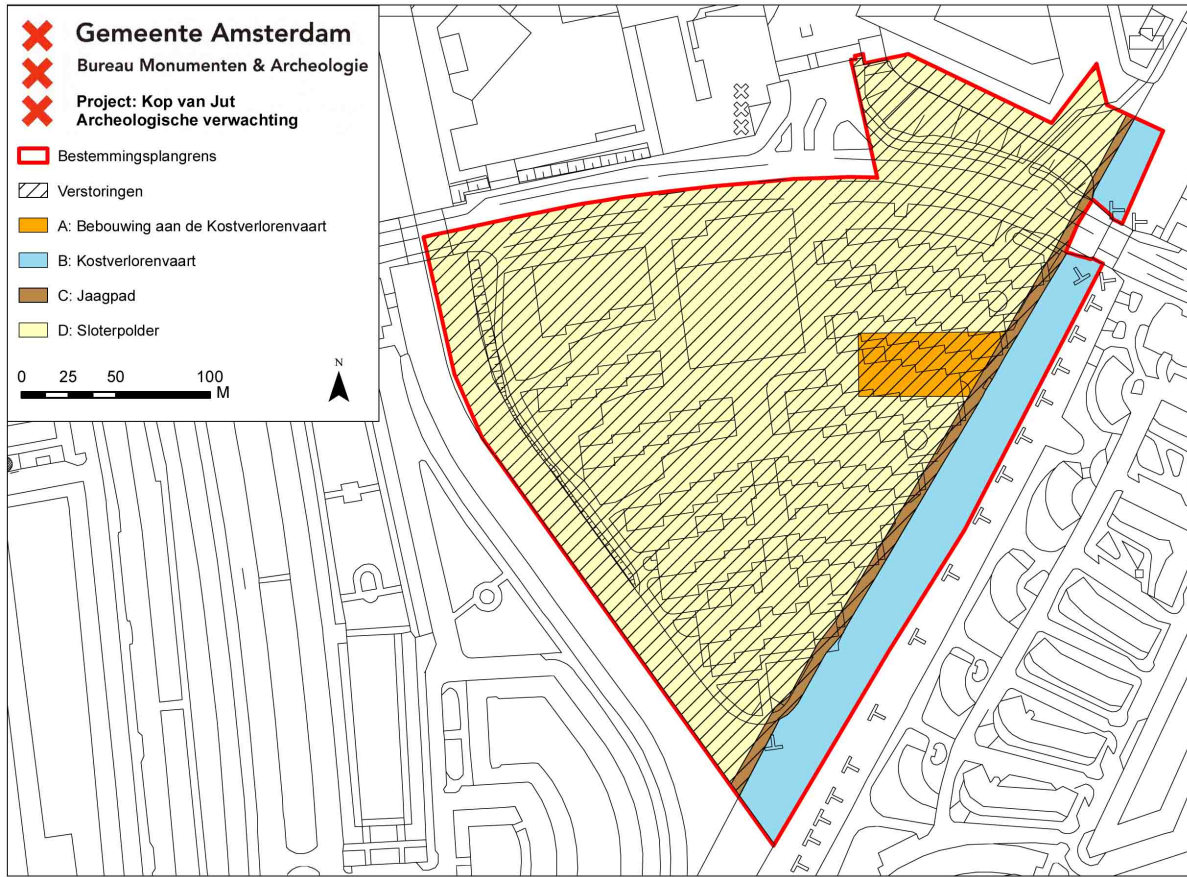 Gemeente Amsterdam
Bureau Monumenten & Archeologie
Project: Kop van Jut
Archeologische verwachting
Bestemmingsplangrens
Verstoringen
A: Bebouwing aan de Kostverlorenvaart
B: Kostverlorenvaart
C: Jaagpad
D: Sloterpolder
N
0 25 50 100
M